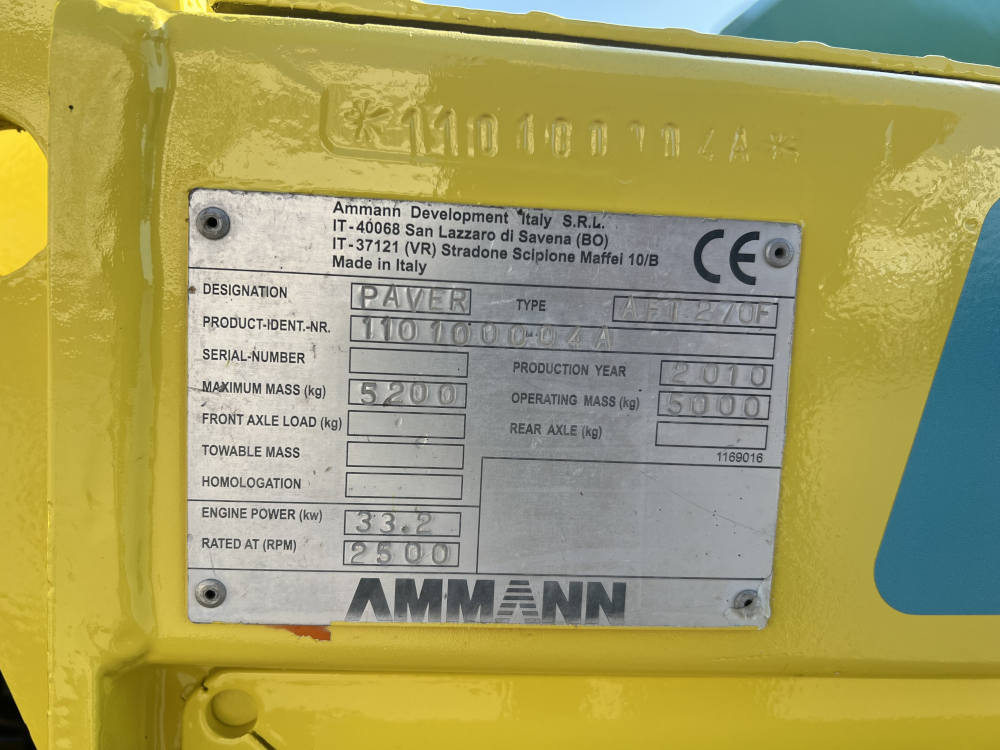 *110100004A*
Ammann Development Italy S.R.L.
IT-40068 San Lazzaro di Savena (BO)
IT-37121 (VR) Stradone Scipione Maffei 10/B
Made in Italy
CE
DESIGNATION PAVER TYPE AFT 270F
PRODUCT-IDENT.-NR. 110100004A
SERIAL-NUMBER
PRODUCTION YEAR 2010
MAXIMUM MASS (kg) 5200
OPERATING MASS (kg) 5000
FRONT AXLE LOAD (kg)
REAR AXLE (kg)
TOWABLE MASS
1169016
HOMOLOGATION
ENGINE POWER (kw) 33.2
RATED AT (RPM) 2500
AMMANN